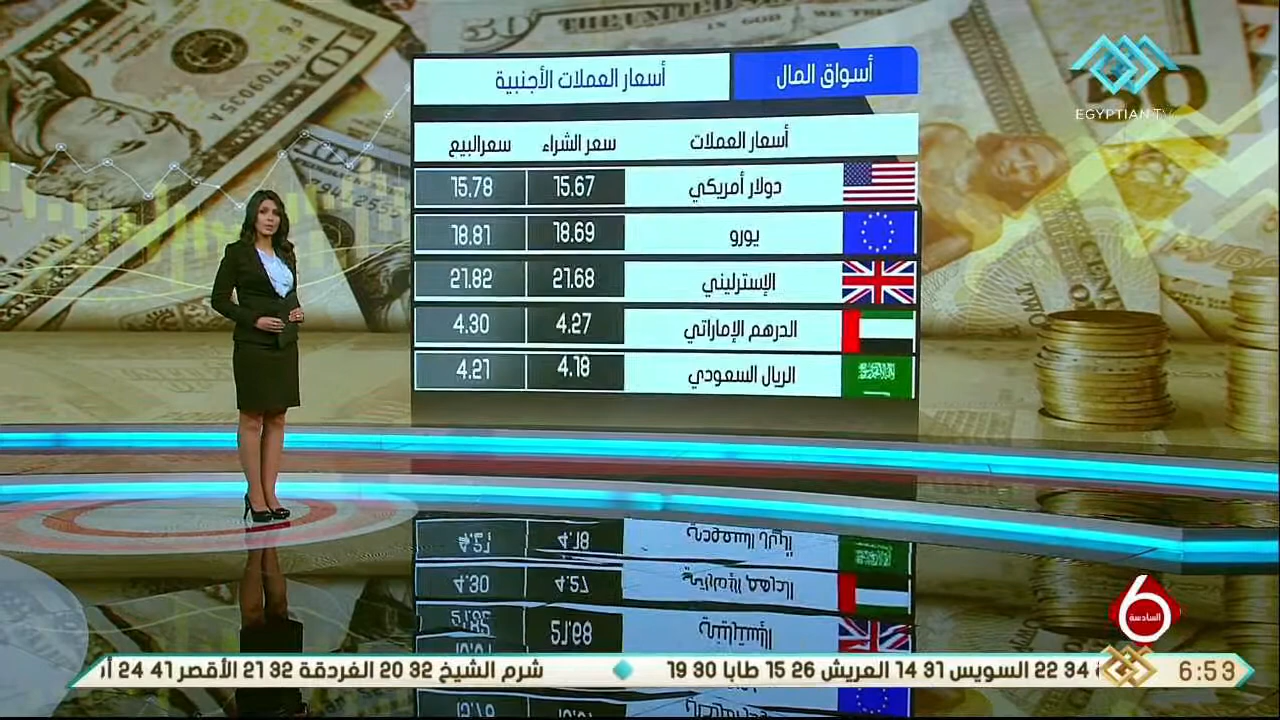 أسواق المال
أسعار العملات الأجنبية
EGYPTIAN TV
أسعار العملات سعر الشراء سعرالبيع
دولار أمريكي 15.67 15.78
يورو 18.69 18.81
الإسترليني 21.68 21.82
الدرهم الإماراتي 4.27 4.30
الريال السعودي 4.18 4.21
6
السادسة
34 22 السويس 31 14 العريش 26 15 طابا 30 19 شرم الشيخ 32 20 الغردقة 32 21 الأقصر 41 24
6:53